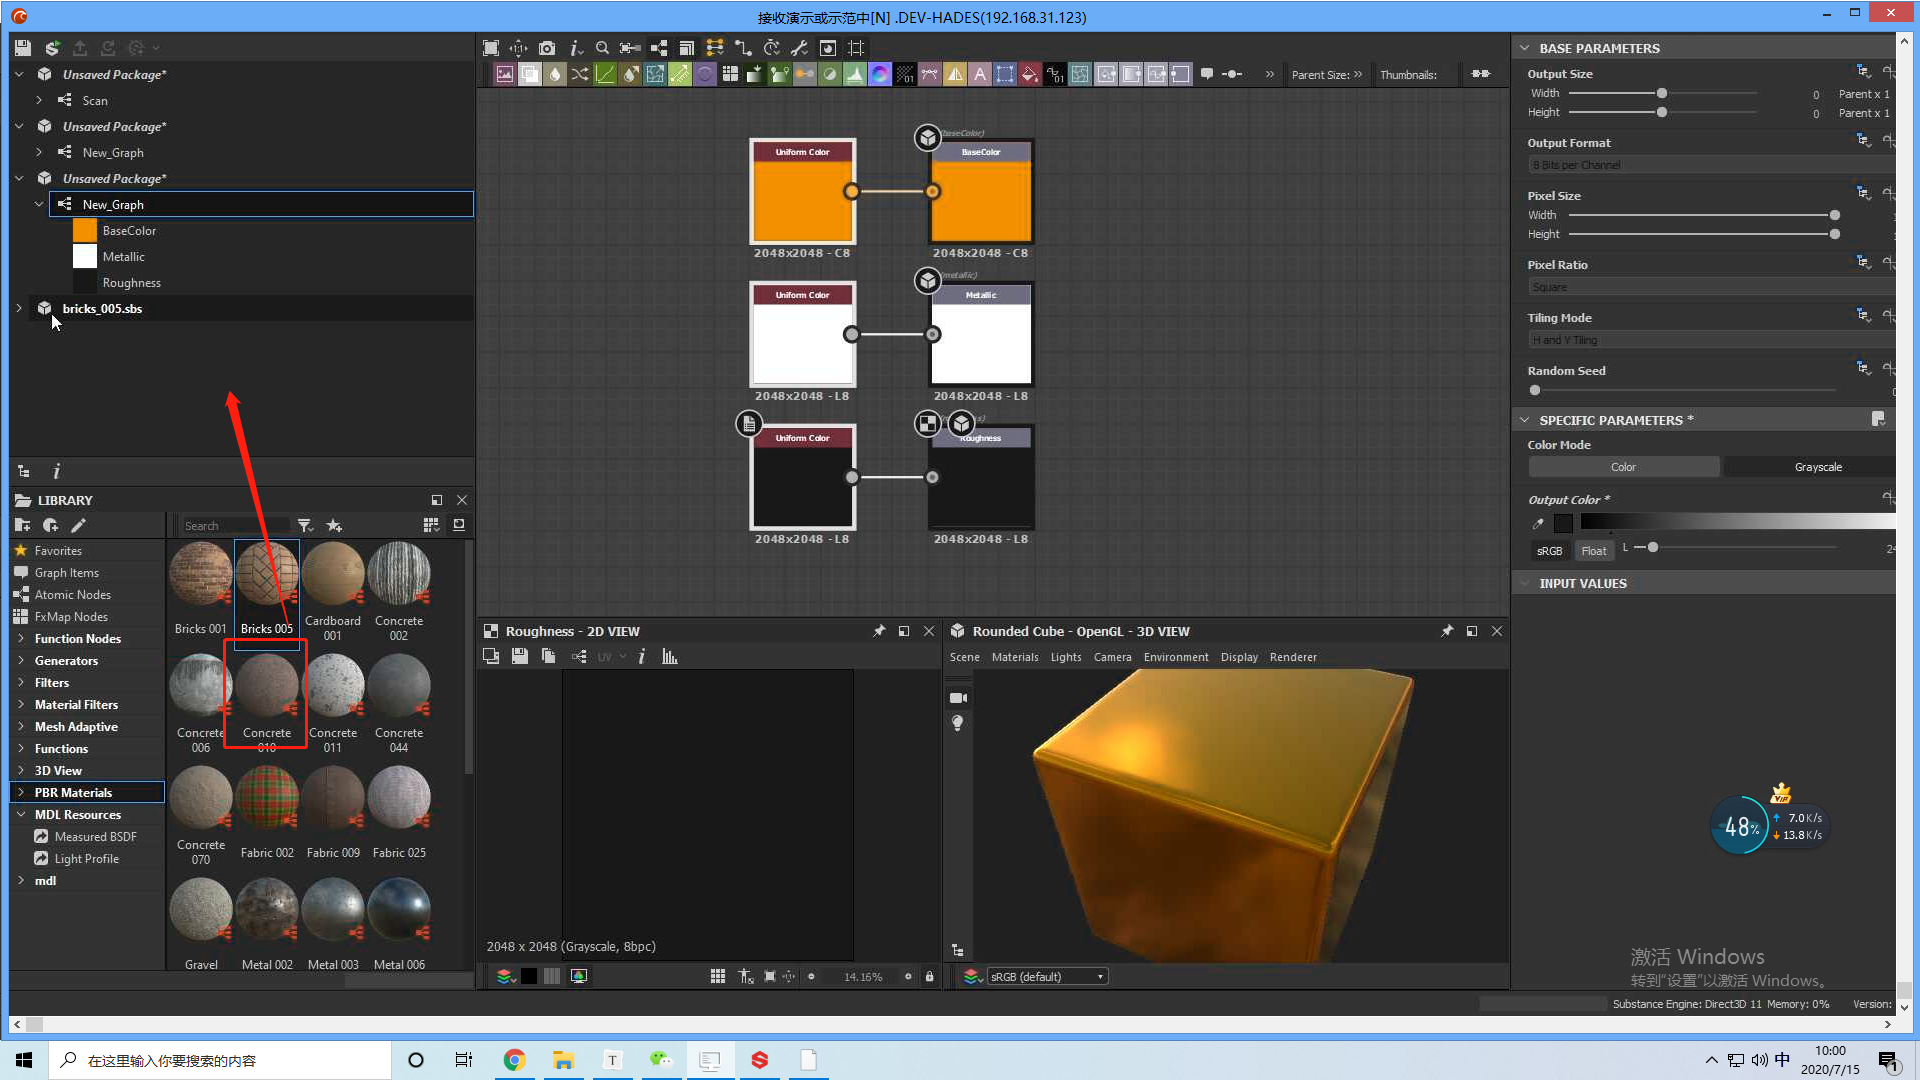 接收演示或示范中[N] .DEV-HADES(192.168.31.123)
Unsaved Package*
Scan
Unsaved Package*
New_Graph
Unsaved Package*
New_Graph
BaseColor
Metallic
Roughness
bricks_005.sbs
LIBRARY
Search
Favorites
Graph Items
Atomic Nodes
FxMap Nodes
Function Nodes
Generators
Filters
Material Filters
Mesh Adaptive
Functions
3D View
PBR Materials
MDL Resources
Measured BSDF
Light Profile
mdl
Bricks 001
Bricks 005
Cardboard 001
Concrete 002
Concrete 006
Concrete 010
Concrete 011
Concrete 044
Concrete 070
Fabric 002
Fabric 009
Fabric 025
Gravel
Metal 002
Metal 003
Metal 006
Parent Size: »
Thumbnails:
(baseColor)
Uniform Color
BaseColor
2048x2048 - C8
2048x2048 - C8
(metallic)
Uniform Color
Metallic
2048x2048 - L8
2048x2048 - L8
Uniform Color
Roughness
2048x2048 - L8
2048x2048 - L8
Roughness - 2D VIEW
UV
2048 x 2048 (Grayscale, 8bpc)
14.16%
Rounded Cube - OpenGL - 3D VIEW
Scene Materials Lights Camera Environment Display Renderer
sRGB (default)
BASE PARAMETERS
Output Size
Width 0 Parent x 1
Height 0 Parent x 1
Output Format
8 Bits per Channel
Pixel Size
Width 1
Height 1
Pixel Ratio
Square
Tiling Mode
H and V Tiling
Random Seed
0
SPECIFIC PARAMETERS *
Color Mode
Color Grayscale
Output Color *
sRGB Float L 24
INPUT VALUES
48%
VIP
7.0K/s
13.8K/s
激活 Windows
转到"设置"以激活 Windows。
Substance Engine: Direct3D 11 Memory: 0% Version:
在这里输入你要搜索的内容
中
10:00
2020/7/15
1